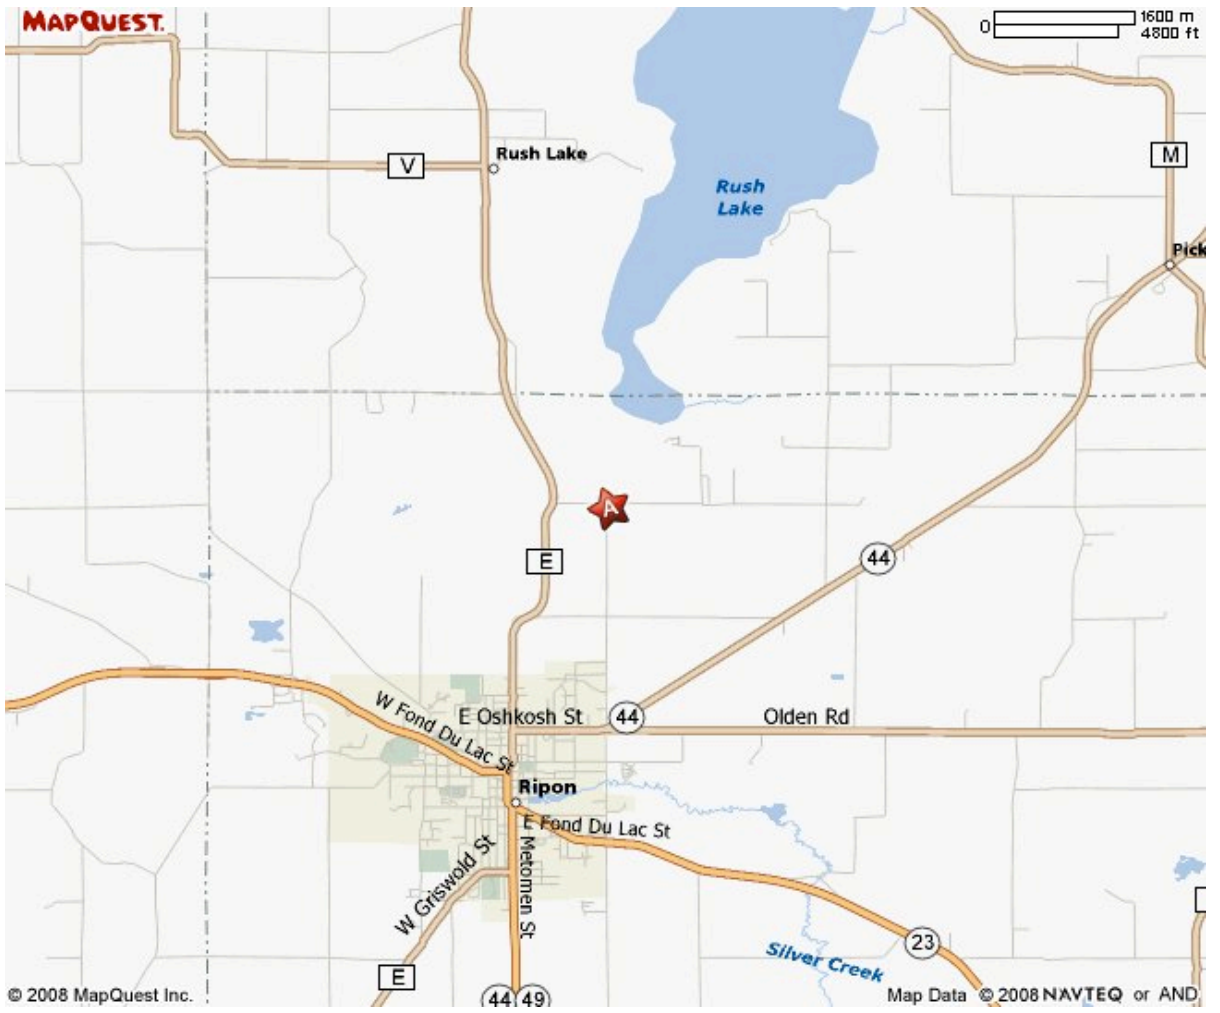 MAPQUEST.
0
1600 m
4800 ft
Rush Lake
V
M
Rush
Lake
Pick
A
E
44
E Oshkosh St
44
Olden Rd
W Fond Du Lac St
Ripon
E Fond Du Lac St
W Griswold St
E Metomen St
23
Silver Creek
E
44
49
© 2008 MapQuest Inc.
Map Data © 2008 NAVTEQ or AND